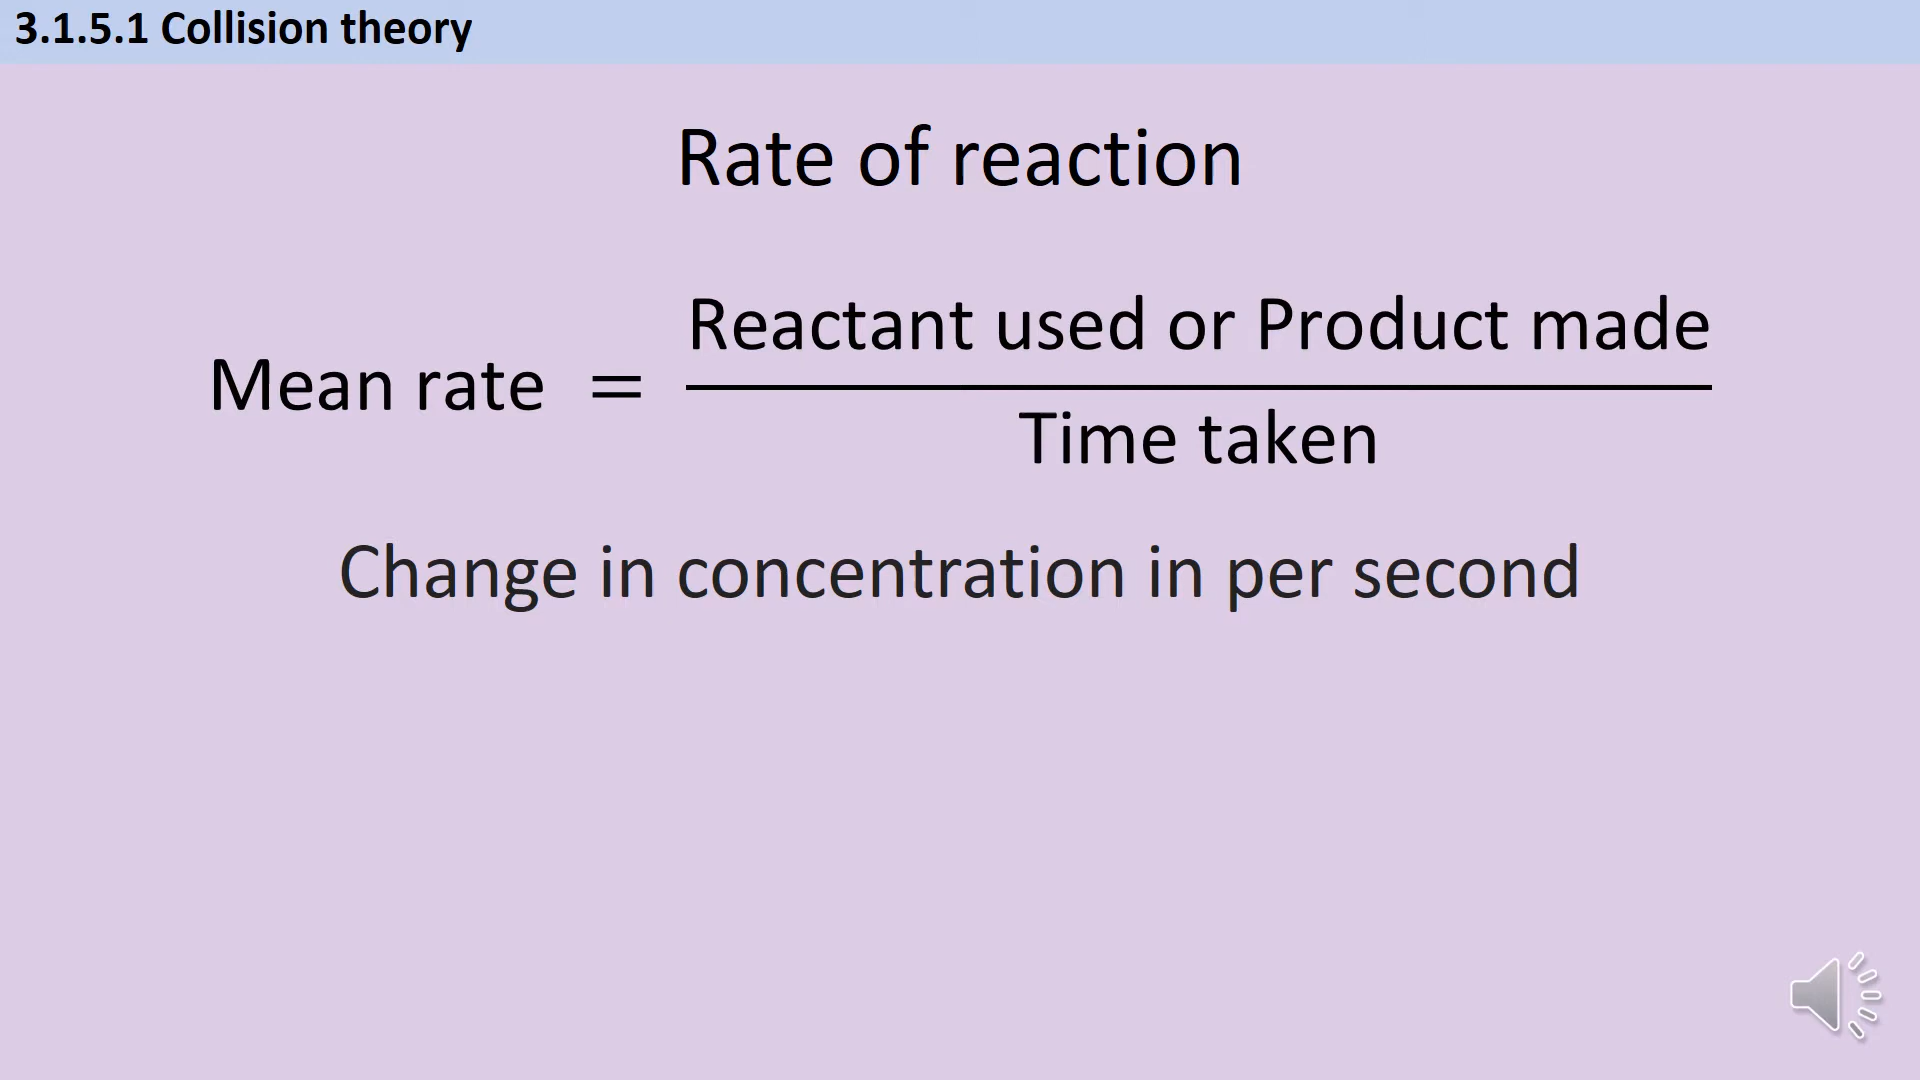 3.1.5.1 Collision theory
Rate of reaction
Mean rate = Reactant used or Product made
Time taken
Change in concentration in per second